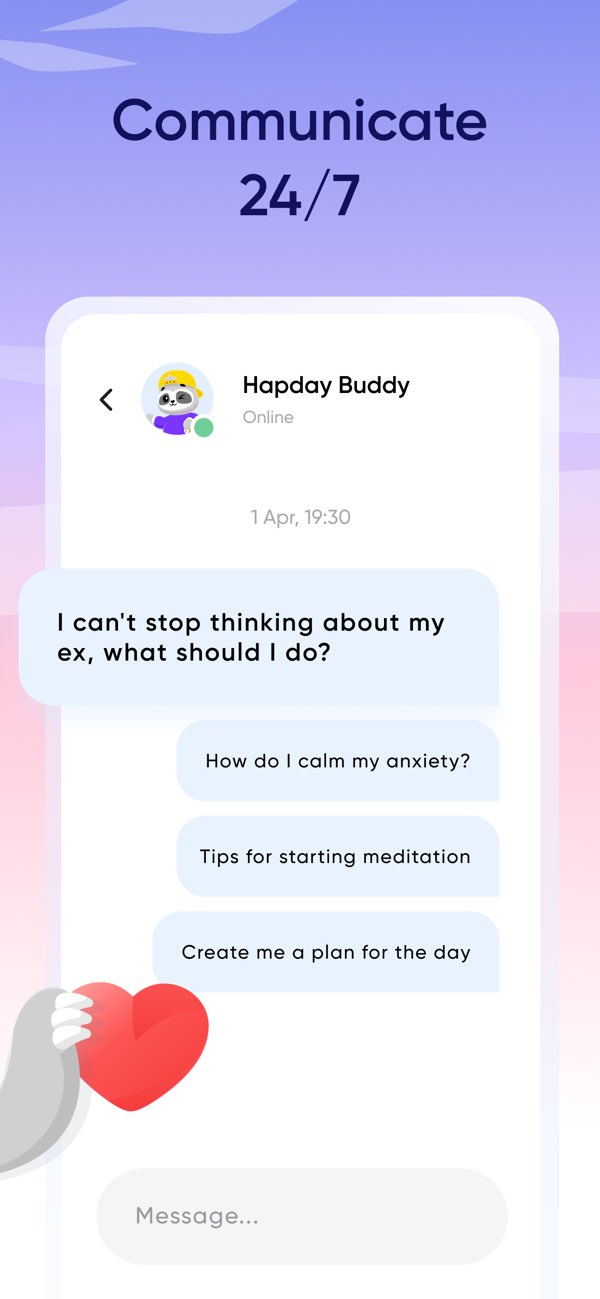 Communicate
24/7
Hapday Buddy
Online
1 Apr, 19:30
I can't stop thinking about my
ex, what should I do?
How do I calm my anxiety?
Tips for starting meditation
Create me a plan for the day
Message...